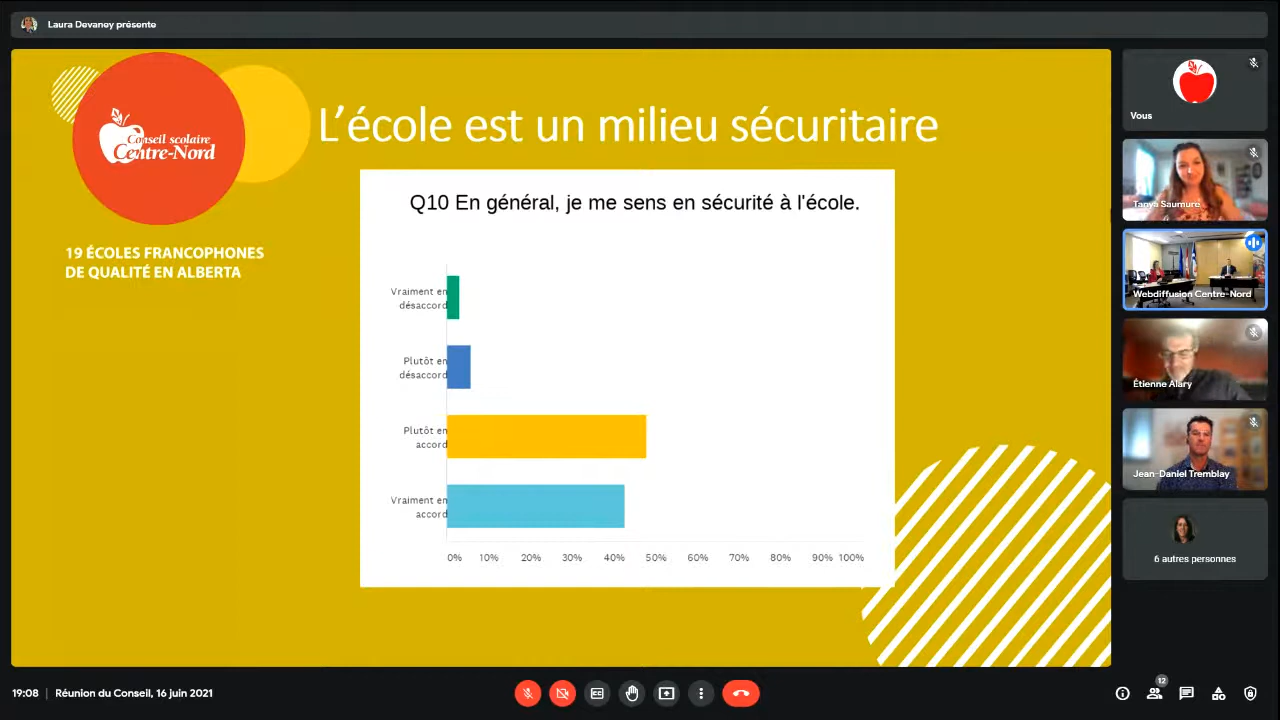 Laura Devaney présente
Conseil scolaire
Centre-Nord
L'école est un milieu sécuritaire
19 ÉCOLES FRANCOPHONES
DE QUALITÉ EN ALBERTA
Q10 En général, je me sens en sécurité à l'école.
Vraiment en
désaccord
Plutôt en
désaccord
Plutôt en
accord
Vraiment en
accord
0% 10% 20% 30% 40% 50% 60% 70% 80% 90% 100%
Vous
Tanya Saumure
Webdiffusion Centre-Nord
Étienne Alary
Jean-Daniel Tremblay
6 autres personnes
19:08 | Réunion du Conseil, 16 juin 2021
CC
12